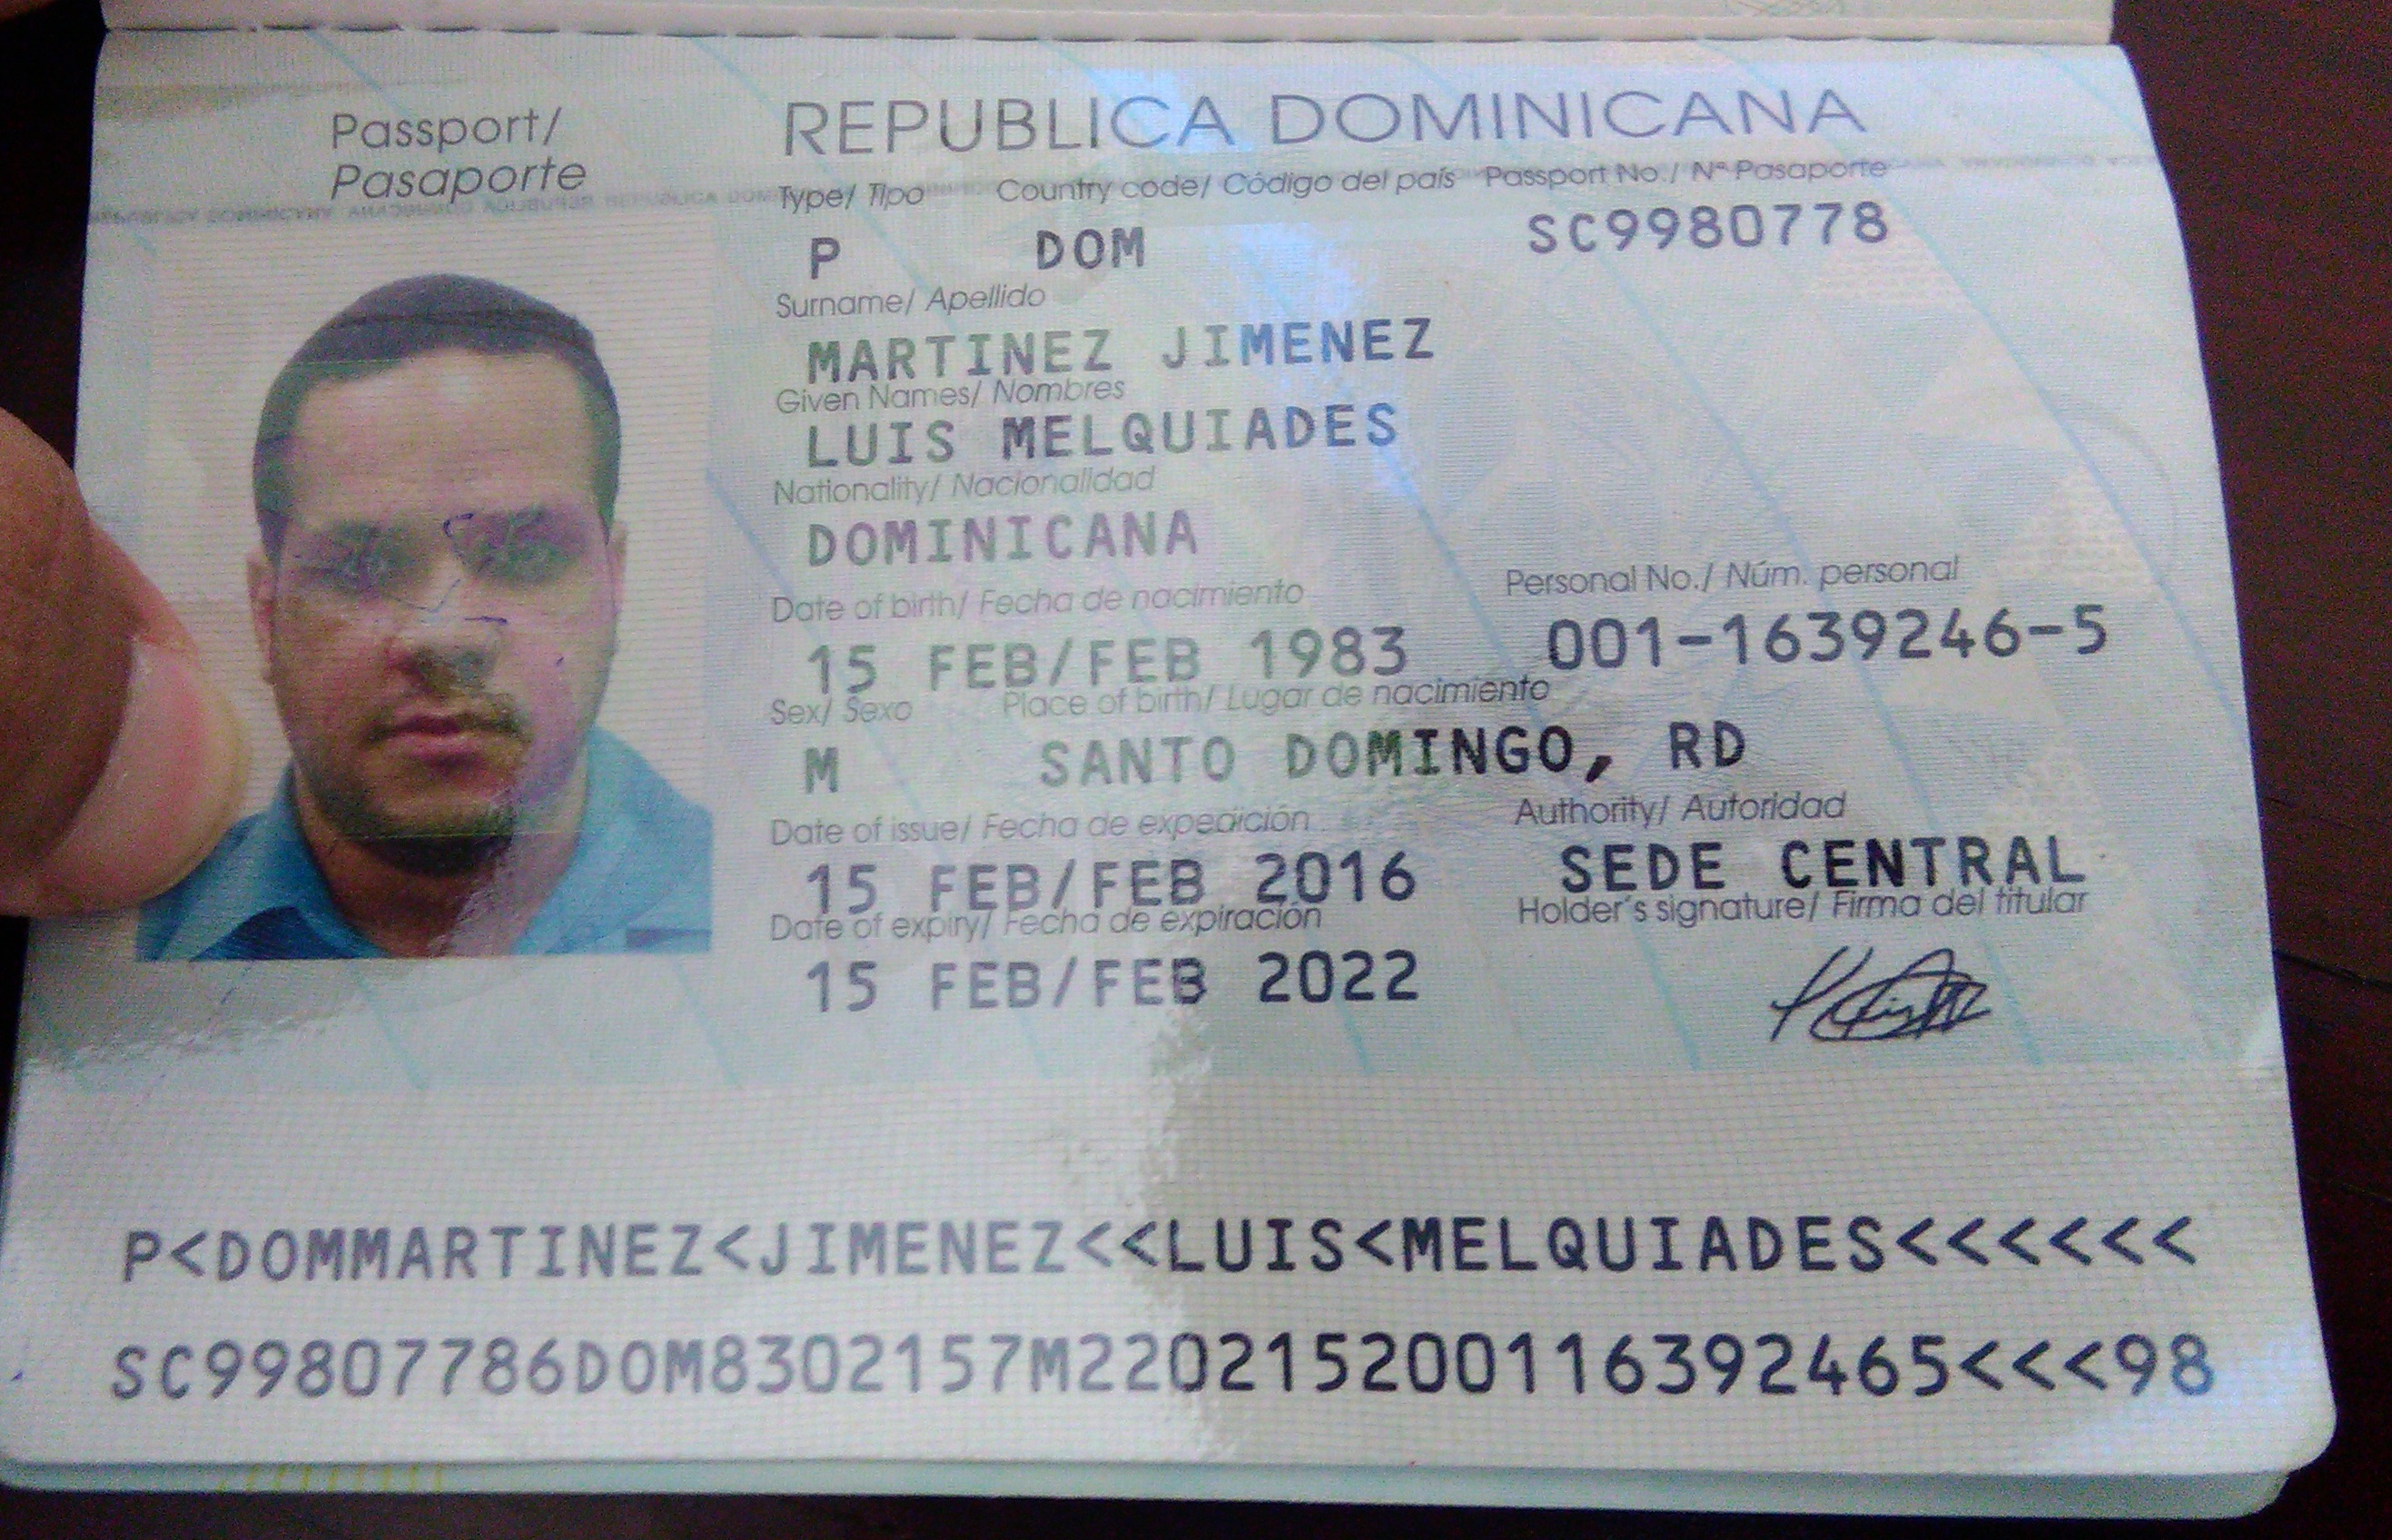 Passport/
Pasaporte
REPUBLICA DOMINICANA
Type/ Tipo Country code/ Código del país Passport No./ Nº Pasaporte
P DOM SC9980778
Surname/ Apellido
MARTINEZ JIMENEZ
Given Names/ Nombres
LUIS MELQUIADES
Nationality/ Nacionalidad
DOMINICANA
Date of birth/ Fecha de nacimiento Personal No./ Núm. personal
15 FEB/FEB 1983 001-1639246-5
Sex/ Sexo Place of birth/ Lugar de nacimiento
M SANTO DOMINGO, RD
Date of issue/ Fecha de expedición Authority/ Autoridad
15 FEB/FEB 2016 SEDE CENTRAL
Date of expiry/ Fecha de expiración Holder's signature/ Firma del titular
15 FEB/FEB 2022
P<DOMMARTINEZ<JIMENEZ<<LUIS<MELQUIADES<<<<<<
SC99807786DOM8302157M220215200116392465<<<98